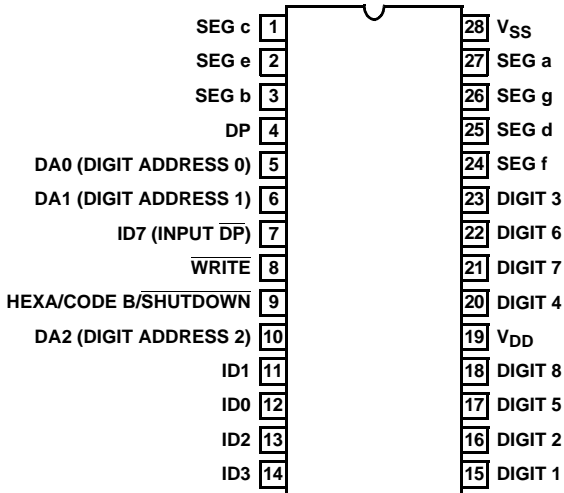 SEG c 1 28 VSS
SEG e 2 27 SEG a
SEG b 3 26 SEG g
DP 4 25 SEG d
DA0 (DIGIT ADDRESS 0) 5 24 SEG f
DA1 (DIGIT ADDRESS 1) 6 23 DIGIT 3
ID7 (INPUT D̅P̅) 7 22 DIGIT 6
W̅R̅I̅T̅E̅ 8 21 DIGIT 7
HEXA/CODE B/S̅H̅U̅T̅D̅O̅W̅N̅ 9 20 DIGIT 4
DA2 (DIGIT ADDRESS 2) 10 19 VDD
ID1 11 18 DIGIT 8
ID0 12 17 DIGIT 5
ID2 13 16 DIGIT 2
ID3 14 15 DIGIT 1